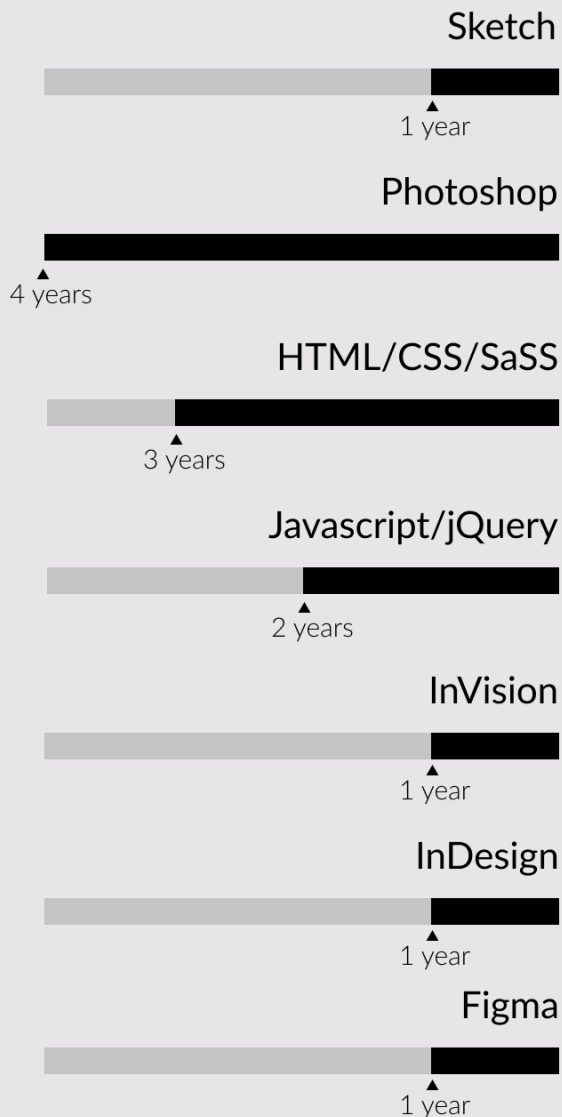 Sketch
1 year
Photoshop
4 years
HTML/CSS/SaSS
3 years
Javascript/jQuery
2 years
InVision
1 year
InDesign
1 year
Figma
1 year